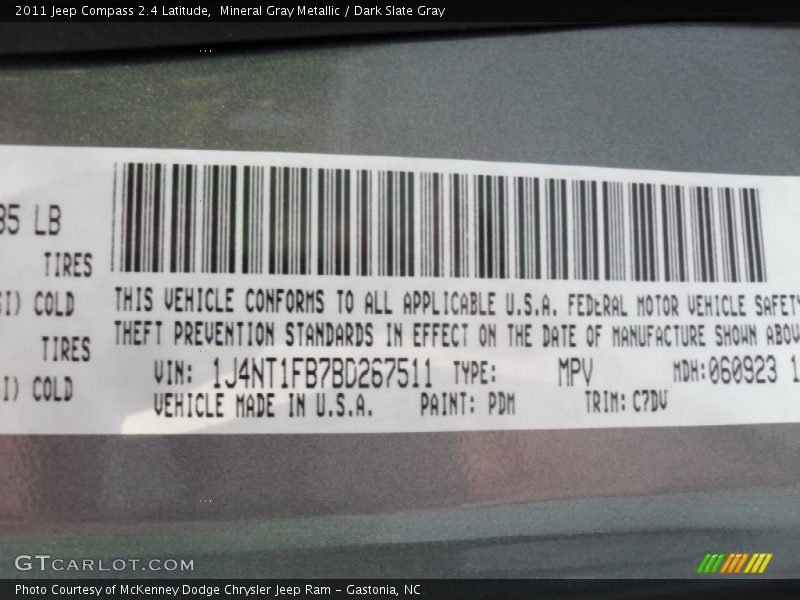 2011 Jeep Compass 2.4 Latitude,  Mineral Gray Metallic / Dark Slate Gray
35 LB
TIRES
SI) COLD
TIRES
I) COLD
THIS VEHICLE CONFORMS TO ALL APPLICABLE U.S.A. FEDERAL MOTOR VEHICLE SAFETY
THEFT PREVENTION STANDARDS IN EFFECT ON THE DATE OF MANUFACTURE SHOWN ABOV
VIN: 1J4NT1FB7BD267511 TYPE: MPV MDH:060923 1
VEHICLE MADE IN U.S.A. PAINT: PDM TRIM: C7DV
GTCARLOT.COM
Photo Courtesy of McKenney Dodge Chrysler Jeep Ram – Gastonia, NC